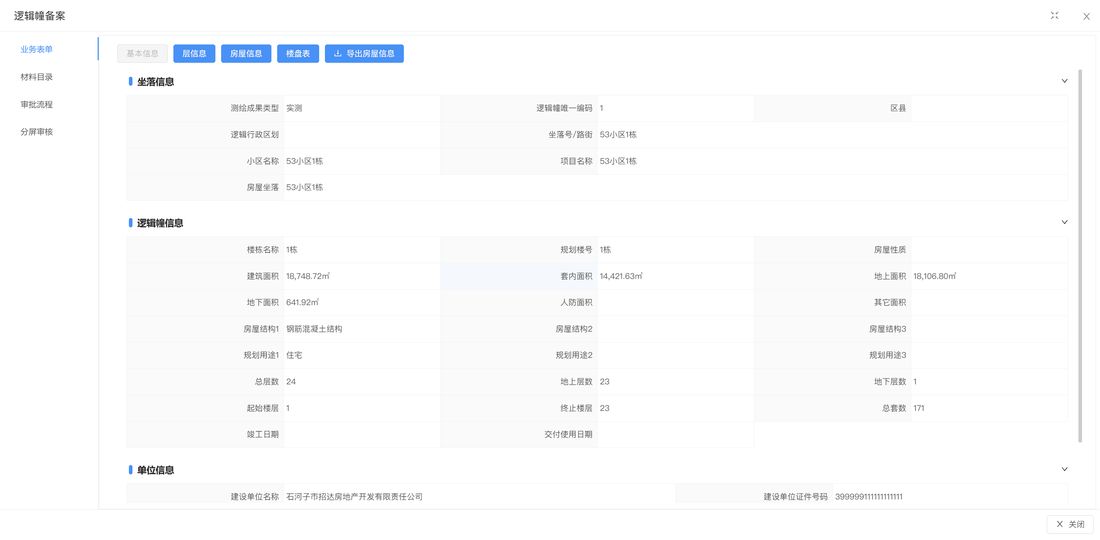 逻辑幢备案
业务表单
材料目录
审批流程
分屏审核
基本信息 层信息 房屋信息 楼盘表 导出房屋信息
坐落信息
测绘成果类型 实测 逻辑幢唯一编码 1 区县
逻辑行政区划 坐落号/路街 53小区1栋
小区名称 53小区1栋 项目名称 53小区1栋
房屋坐落 53小区1栋
逻辑幢信息
楼栋名称 1栋 规划楼号 1栋 房屋性质
建筑面积 18,748.72㎡ 套内面积 14,421.63㎡ 地上面积 18,106.80㎡
地下面积 641.92㎡ 人防面积 其它面积
房屋结构1 钢筋混凝土结构 房屋结构2 房屋结构3
规划用途1 住宅 规划用途2 规划用途3
总层数 24 地上层数 23 地下层数 1
起始楼层 1 终止楼层 23 总套数 171
竣工日期 交付使用日期
单位信息
建设单位名称 石河子市招达房地产开发有限责任公司 建设单位证件号码 399999111111111111
关闭